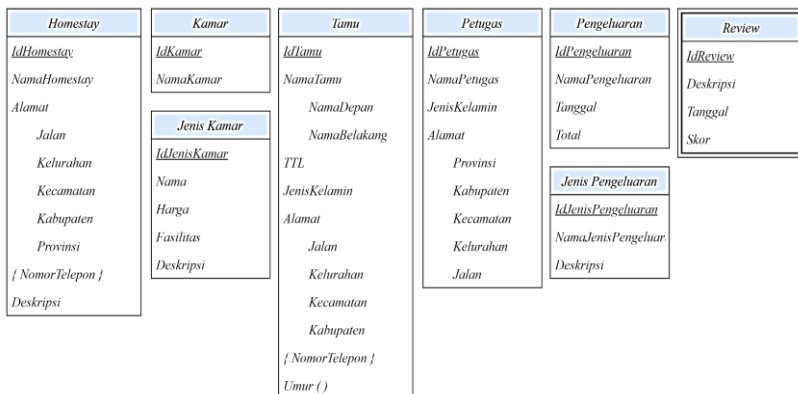 Homestay
IdHomestay
NamaHomestay
Alamat
Jalan
Kelurahan
Kecamatan
Kabupaten
Provinsi
{ NomorTelepon }
Deskripsi
Kamar
IdKamar
NamaKamar
Jenis Kamar
IdJenisKamar
Nama
Harga
Fasilitas
Deskripsi
Tamu
IdTamu
NamaTamu
NamaDepan
NamaBelakang
TTL
JenisKelamin
Alamat
Jalan
Kelurahan
Kecamatan
Kabupaten
{ NomorTelepon }
Umur ( )
Petugas
IdPetugas
NamaPetugas
JenisKelamin
Alamat
Provinsi
Kabupaten
Kecamatan
Kelurahan
Jalan
Pengeluaran
IdPengeluaran
NamaPengeluaran
Tanggal
Total
Jenis Pengeluaran
IdJenisPengeluaran
NamaJenisPengeluar
Deskripsi
Review
IdReview
Deskripsi
Tanggal
Skor